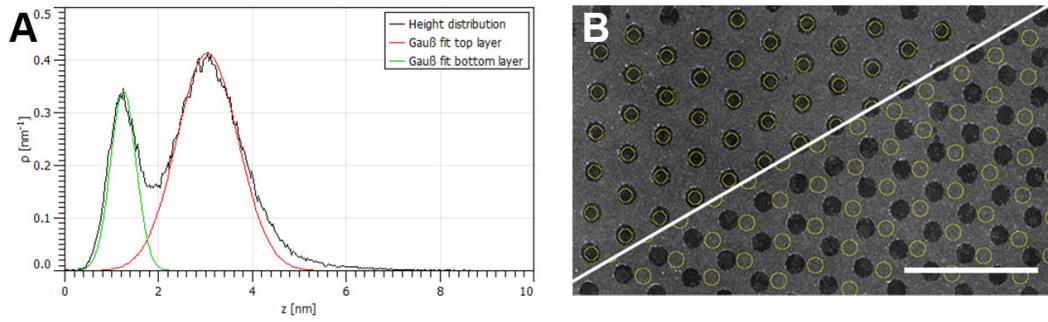 A
0.5
0.4
0.3
0.2
0.1
0.0
ρ [nm⁻¹]
Height distribution
Gauß fit top layer
Gauß fit bottom layer
0 2 4 6 8 10
z [nm]
B